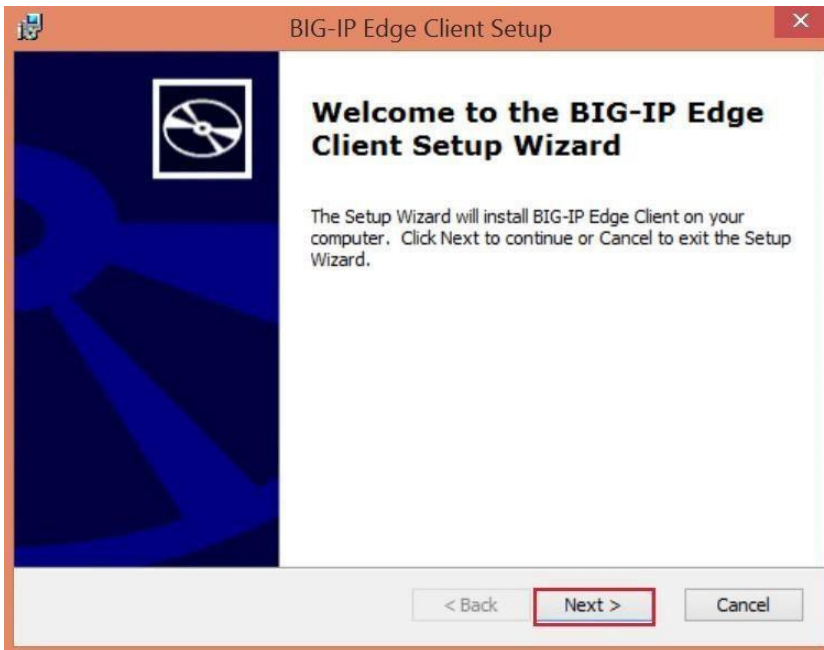 BIG-IP Edge Client Setup
Welcome to the BIG-IP Edge
Client Setup Wizard
The Setup Wizard will install BIG-IP Edge Client on your
computer. Click Next to continue or Cancel to exit the Setup
Wizard.
< Back Next > Cancel